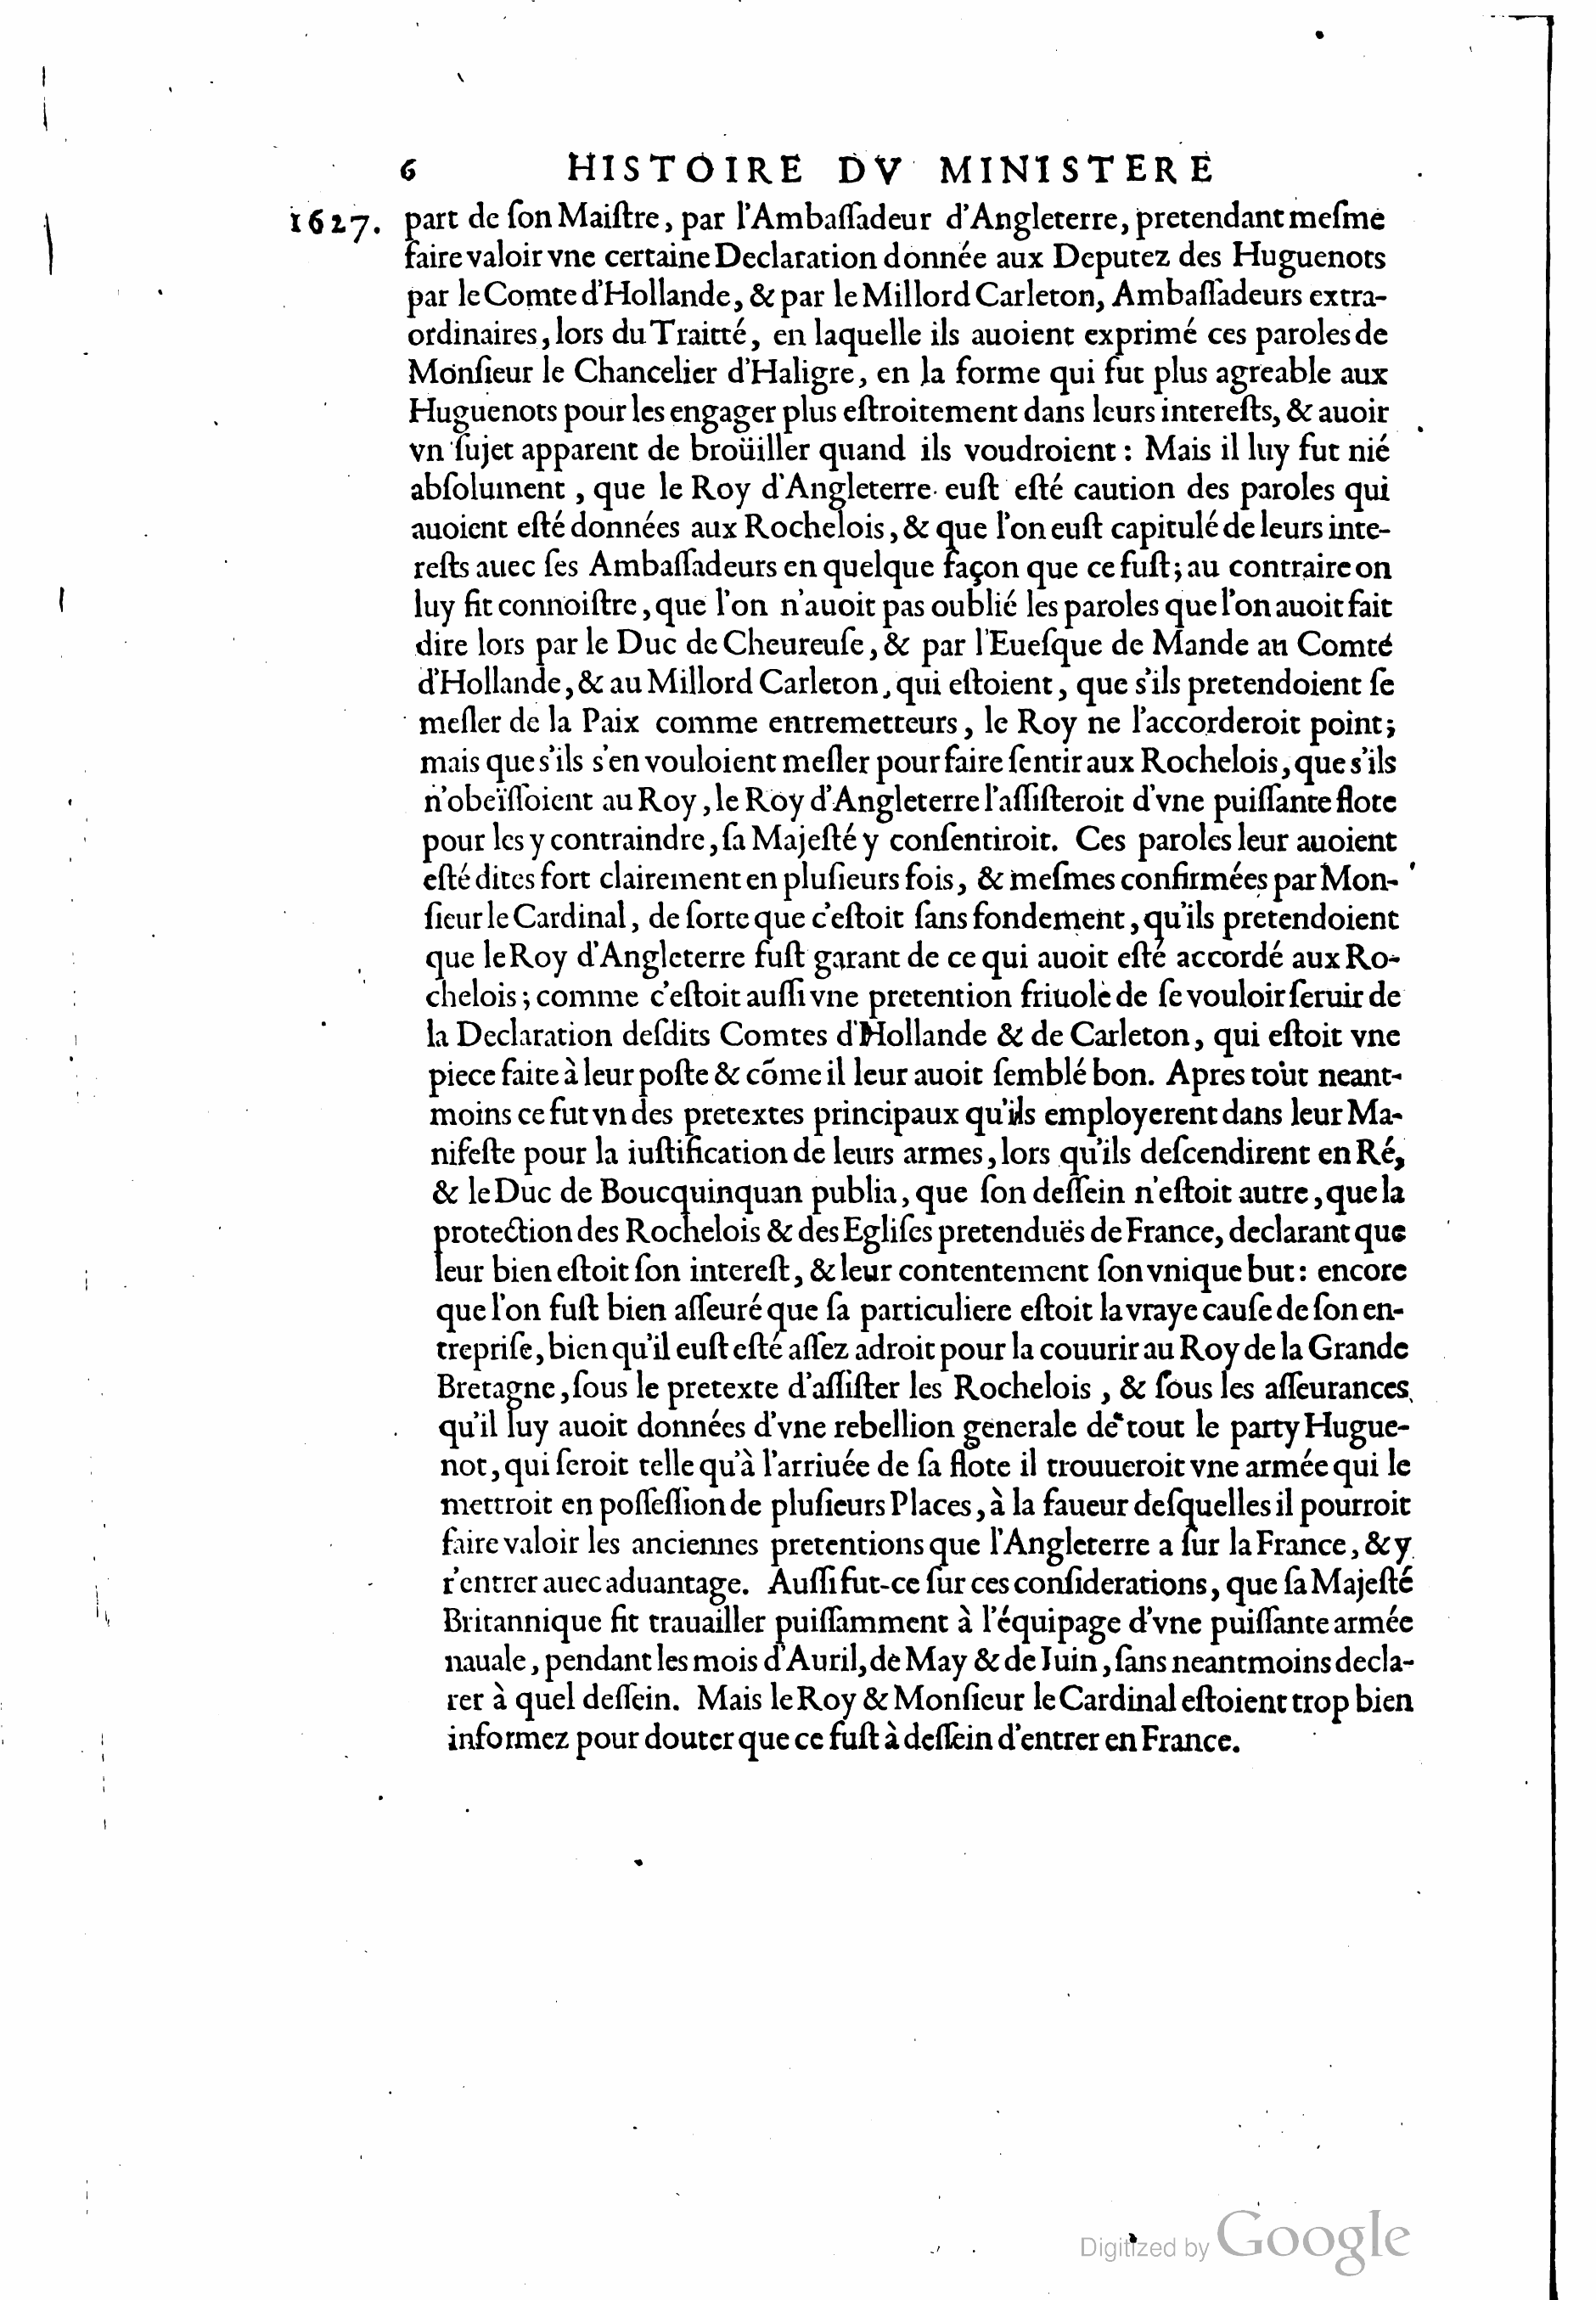 6 HISTOIRE DV MINISTERE
1627. part de ſon Maiſtre, par l'Ambaſſadeur d'Angleterre, pretendant meſme
faire valoir vne certaine Declaration donnée aux Deputez des Huguenots
par le Comte d'Hollande, & par le Millord Carleton, Ambaſſadeurs extra-
ordinaires, lors du Traitté, en laquelle ils auoient exprimé ces paroles de
Monſieur le Chancelier d'Haligre, en la forme qui fut plus agreable aux
Huguenots pour les engager plus eſtroitement dans leurs intereſts, & auoir
vn ſujet apparent de broüiller quand ils voudroient : Mais il luy fut nié
abſolument, que le Roy d'Angleterre euſt eſté caution des paroles qui
auoient eſté données aux Rochelois, & que l'on euſt capitulé de leurs inte-
reſts auec ſes Ambaſſadeurs en quelque façon que ce fuſt; au contraire on
luy fit connoiſtre, que l'on n'auoit pas oublié les paroles que l'on auoit fait
dire lors par le Duc de Cheureuſe, & par l'Eueſque de Mande au Comte
d'Hollande, & au Millord Carleton, qui eſtoient, que s'ils pretendoient ſe
meſler de la Paix comme entremetteurs, le Roy ne l'accorderoit point;
mais que s'ils s'en vouloient meſler pour faire ſentir aux Rochelois, que s'ils
n'obeïſſoient au Roy, le Roy d'Angleterre l'aſſiſteroit d'vne puiſſante flote
pour les y contraindre, ſa Majeſté y conſentiroit. Ces paroles leur auoient
eſté dites fort clairement en pluſieurs fois, & meſmes confirmées par Mon-
ſieur le Cardinal, de ſorte que c'eſtoit ſans fondement, qu'ils pretendoient
que le Roy d'Angleterre fuſt garant de ce qui auoit eſté accordé aux Ro-
chelois; comme c'eſtoit auſſi vne pretention friuole de ſe vouloir ſeruir de
la Declaration deſdits Comtes d'Hollande & de Carleton, qui eſtoit vne
piece faite à leur poſte & cõme il leur auoit ſemblé bon. Apres tout neant-
moins ce fut vn des pretextes principaux qu'ils employerent dans leur Ma-
nifeſte pour la iuſtification de leurs armes, lors qu'ils deſcendirent en Ré,
& le Duc de Boucquinquan publia, que ſon deſſein n'eſtoit autre, que la
protection des Rochelois & des Egliſes pretenduës de France, declarant que
leur bien eſtoit ſon intereſt, & leur contentement ſon vnique but: encore
que l'on fuſt bien aſſeuré que ſa particuliere eſtoit la vraye cauſe de ſon en-
trepriſe, bien qu'il euſt eſté aſſez adroit pour la couurir au Roy de la Grande
Bretagne, ſous le pretexte d'aſſiſter les Rochelois, & ſous les aſſeurances
qu'il luy auoit données d'vne rebellion generale de tout le party Hugue-
not, qui ſeroit telle qu'à l'arriuée de ſa flote il trouueroit vne armée qui le
mettroit en poſſeſſion de pluſieurs Places, à la faueur deſquelles il pourroit
faire valoir les anciennes pretentions que l'Angleterre a ſur la France, & y
r'entrer auec aduantage. Auſſi fut-ce ſur ces conſiderations, que ſa Majeſté
Britannique fit trauailler puiſſamment à l'équipage d'vne puiſſante armée
nauale, pendant les mois d'Auril, de May & de Iuin, ſans neantmoins decla-
rer à quel deſſein. Mais le Roy & Monſieur le Cardinal eſtoient trop bien
informez pour douter que ce fuſt à deſſein d'entrer en France.
Digitized by Google